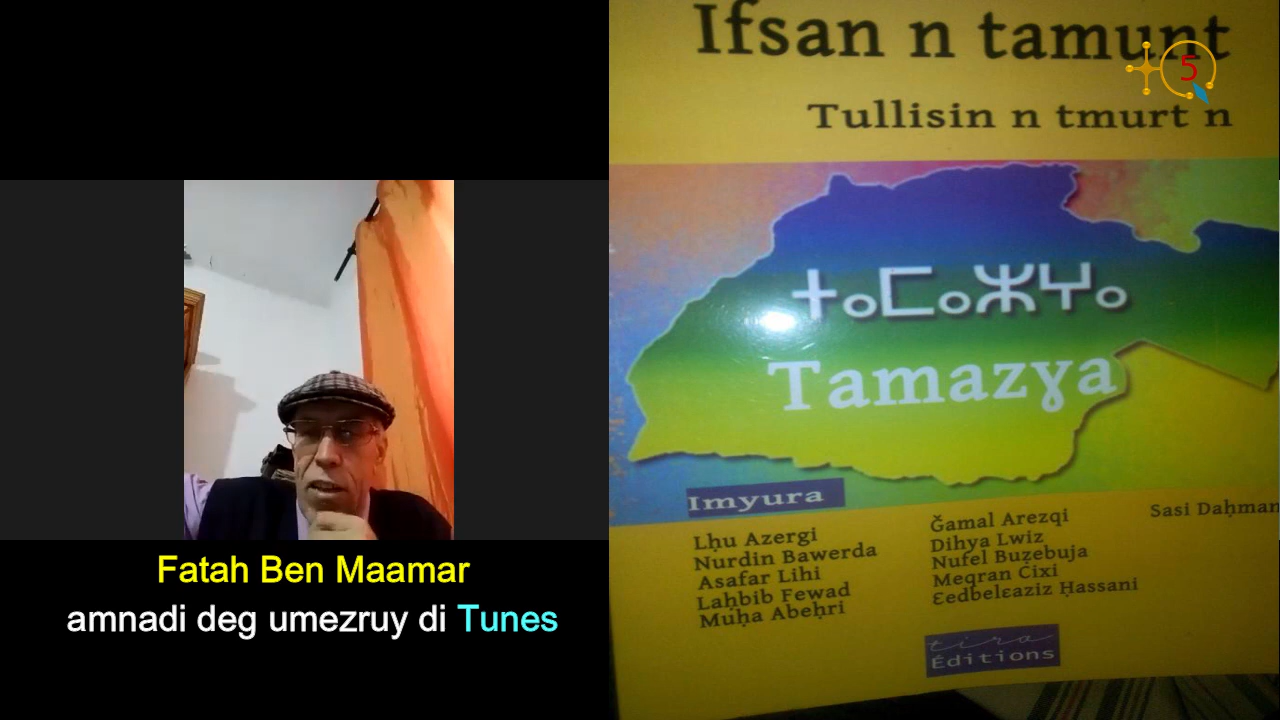 Fatah Ben Maamar
amnadi deg umezruy di Tunes
5
Ifsan n tamunt
Tullisin n tmurt n
ⵜⴰⵎⴰⵣⵖⴰ
Tamazɣa
Imyura
Lḥu Azergi
Nurdin Bawerda
Asafar Lihi
Laḥbib Fewad
Muḥa Abeḥri
Ǧamal Arezqi
Dihya Lwiz
Nufel Buẓebuja
Meqran Cixi
Ɛedbelɛaziz Ḥassani
Sasi Daḥman
tira
Éditions